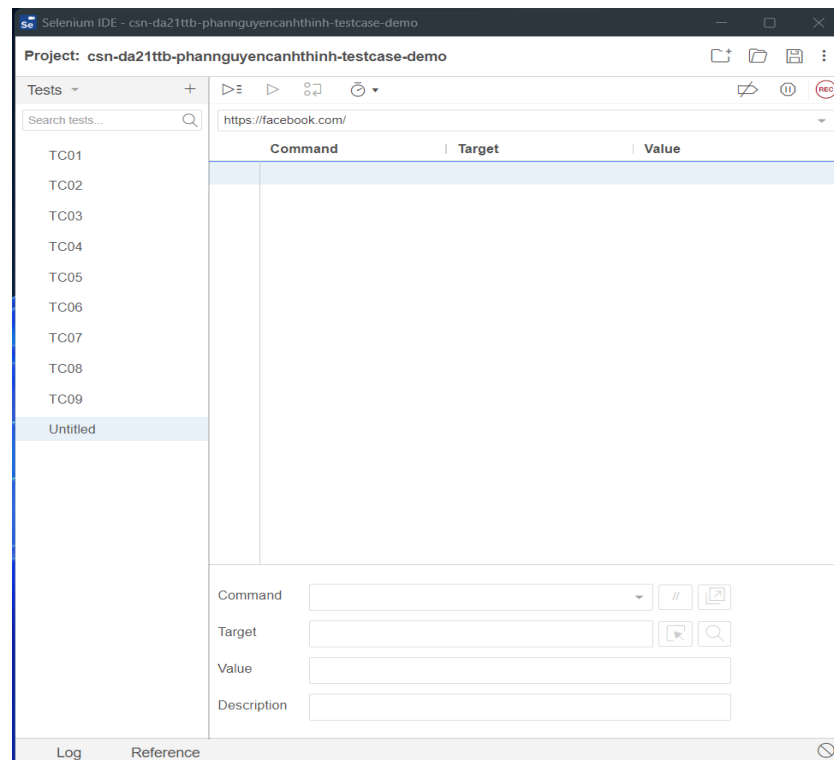 Se Selenium IDE - csn-da21ttb-phannguyencanhthinh-testcase-demo
Project: csn-da21ttb-phannguyencanhthinh-testcase-demo
Tests
Search tests...
TC01
TC02
TC03
TC04
TC05
TC06
TC07
TC08
TC09
Untitled
REC
https://facebook.com/
Command Target Value
Command
//
Target
Value
Description
Log Reference